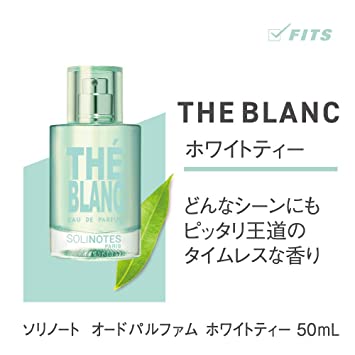 FITS
THE BLANC
ホワイトティー
どんなシーンにも
ピッタリ王道の
タイムレスな香り
THÉ
BLANC
EAU DE PARFUM
SOLINOTES
PARIS
ソリノート オードパルファム ホワイトティー 50mL